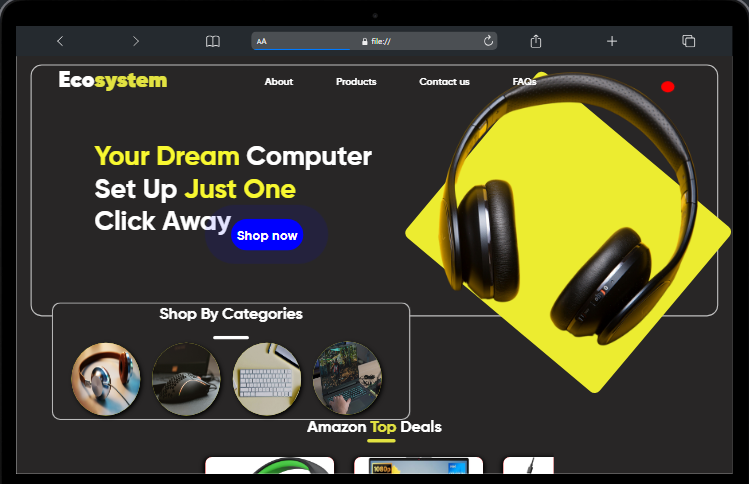 AA
file://
Ecosystem
About Products Contact us FAQs
Your Dream Computer
Set Up Just One
Click Away
Shop now
Shop By Categories
Amazon Top Deals
1080p